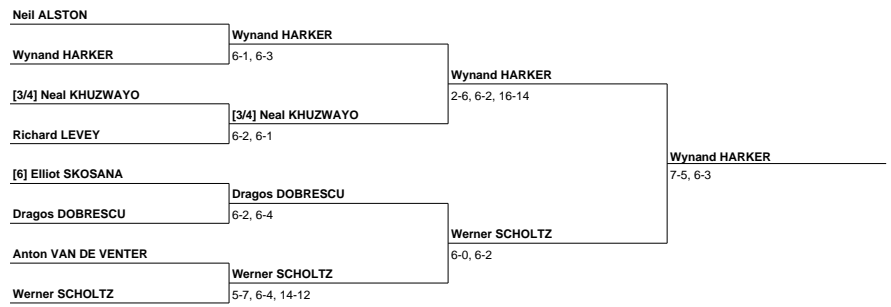 Neil ALSTON
Wynand HARKER
Wynand HARKER
6-1, 6-3
Wynand HARKER
2-6, 6-2, 16-14
[3/4] Neal KHUZWAYO
[3/4] Neal KHUZWAYO
Richard LEVEY
6-2, 6-1
Wynand HARKER
7-5, 6-3
[6] Elliot SKOSANA
Dragos DOBRESCU
Dragos DOBRESCU
6-2, 6-4
Werner SCHOLTZ
6-0, 6-2
Anton VAN DE VENTER
Werner SCHOLTZ
Werner SCHOLTZ
5-7, 6-4, 14-12